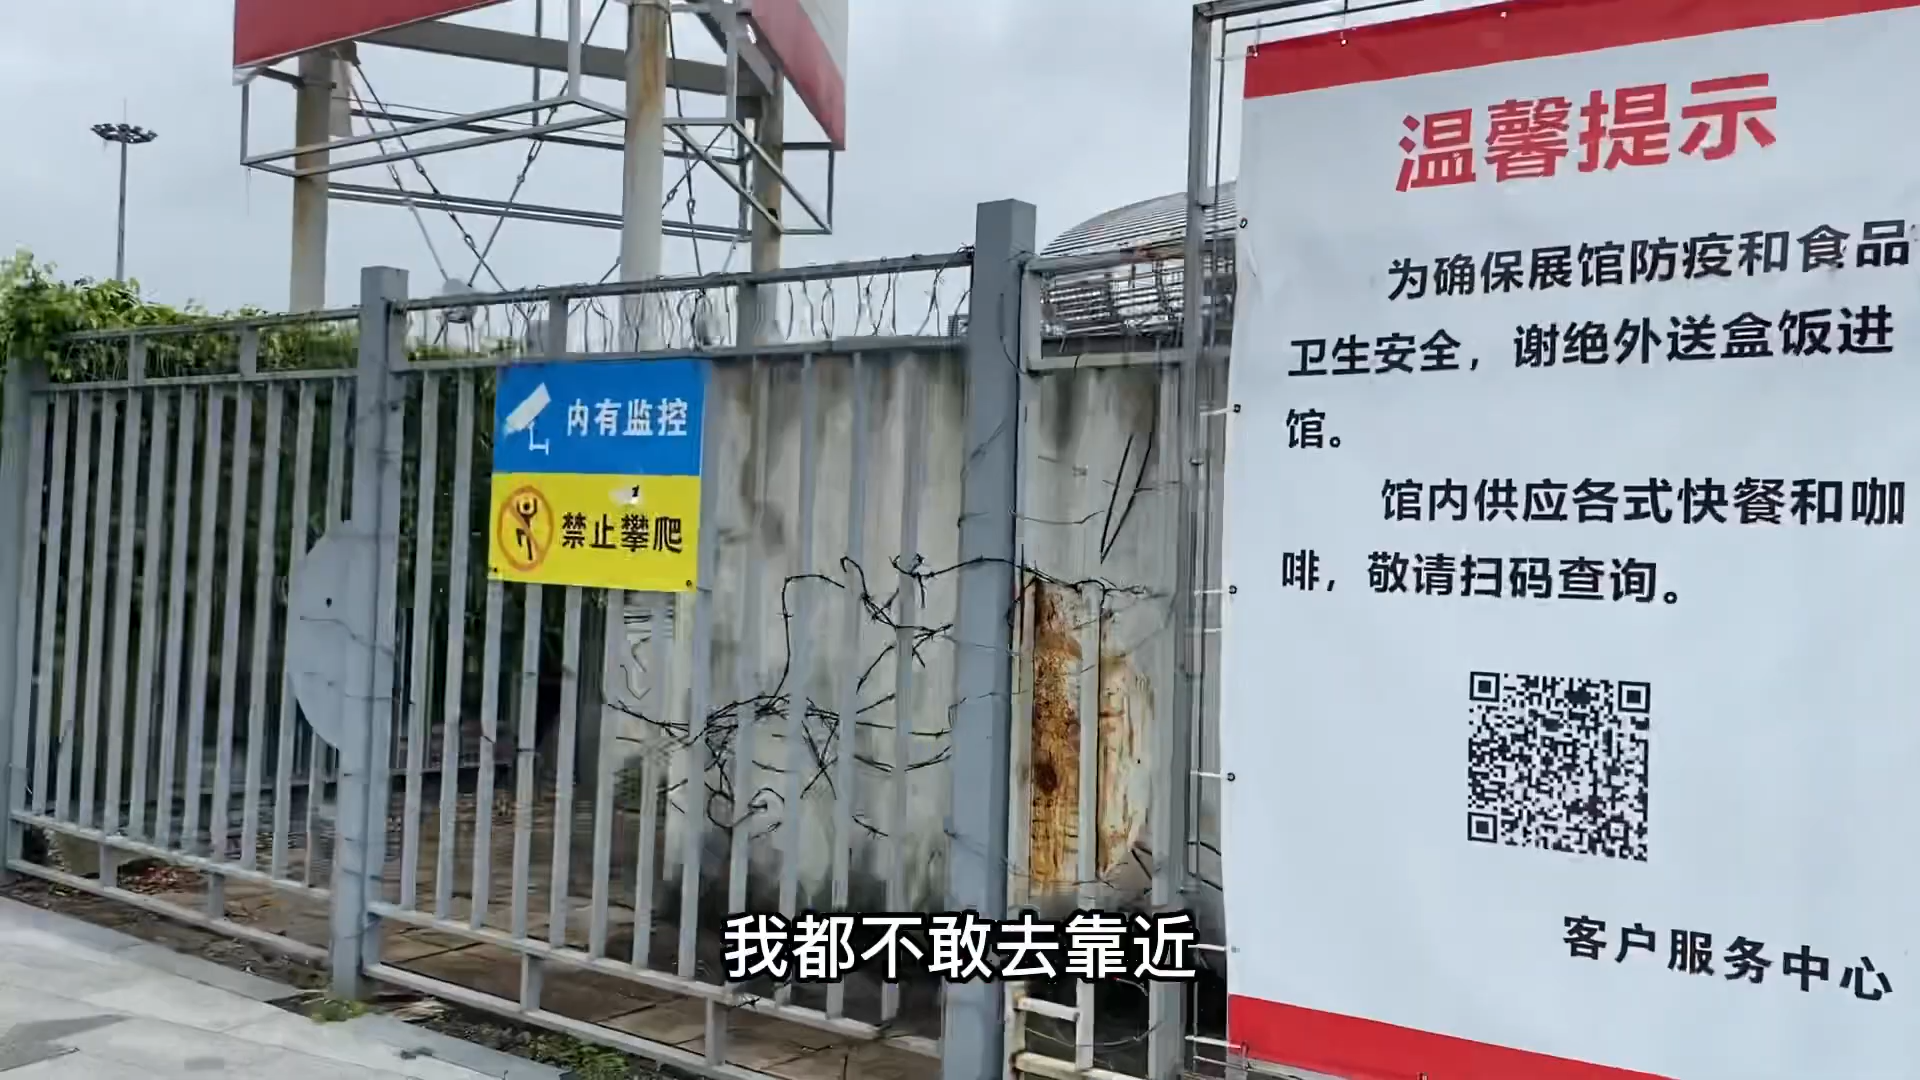 内有监控
禁止攀爬
温馨提示
为确保展馆防疫和食品
卫生安全，谢绝外送盒饭进
馆。
馆内供应各式快餐和咖
啡，敬请扫码查询。
客户服务中心
我都不敢去靠近